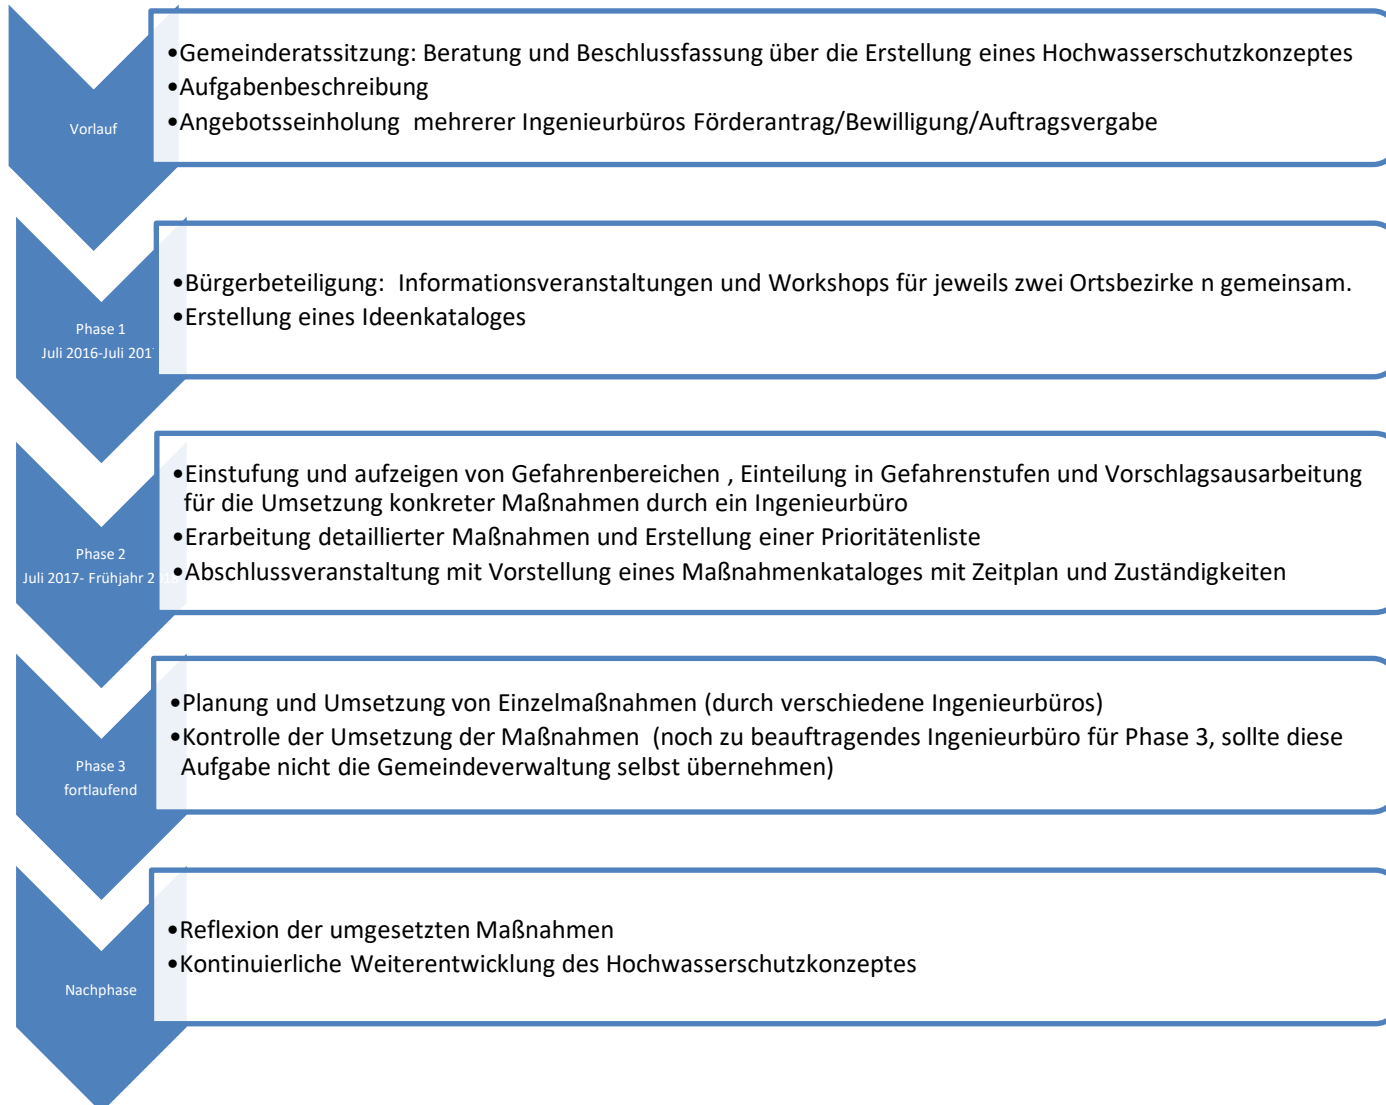 Vorlauf
•Gemeinderatssitzung: Beratung und Beschlussfassung über die Erstellung eines Hochwasserschutzkonzeptes
•Aufgabenbeschreibung
•Angebotsseinholung mehrerer Ingenieurbüros Förderantrag/Bewilligung/Auftragsvergabe
Phase 1
Juli 2016-Juli 201
•Bürgerbeteiligung: Informationsveranstaltungen und Workshops für jeweils zwei Ortsbezirke n gemeinsam.
•Erstellung eines Ideenkataloges
Phase 2
Juli 2017- Frühjahr 2018
•Einstufung und aufzeigen von Gefahrenbereichen , Einteilung in Gefahrenstufen und Vorschlagsausarbeitung
für die Umsetzung konkreter Maßnahmen durch ein Ingenieurbüro
•Erarbeitung detaillierter Maßnahmen und Erstellung einer Prioritätenliste
•Abschlussveranstaltung mit Vorstellung eines Maßnahmenkataloges mit Zeitplan und Zuständigkeiten
Phase 3
fortlaufend
•Planung und Umsetzung von Einzelmaßnahmen (durch verschiedene Ingenieurbüros)
•Kontrolle der Umsetzung der Maßnahmen (noch zu beauftragendes Ingenieurbüro für Phase 3, sollte diese
Aufgabe nicht die Gemeindeverwaltung selbst übernehmen)
Nachphase
•Reflexion der umgesetzten Maßnahmen
•Kontinuierliche Weiterentwicklung des Hochwasserschutzkonzeptes